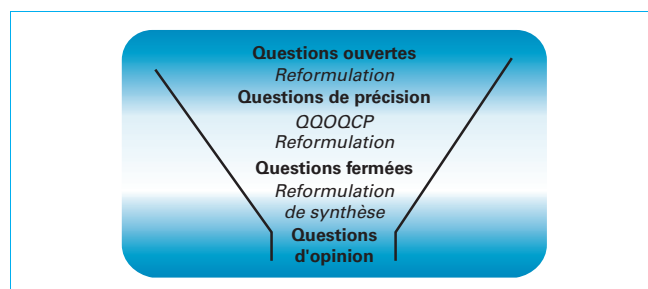 Questions ouvertes
Reformulation
Questions de précision
QQOQCP
Reformulation
Questions fermées
Reformulation
de synthèse
Questions
d'opinion